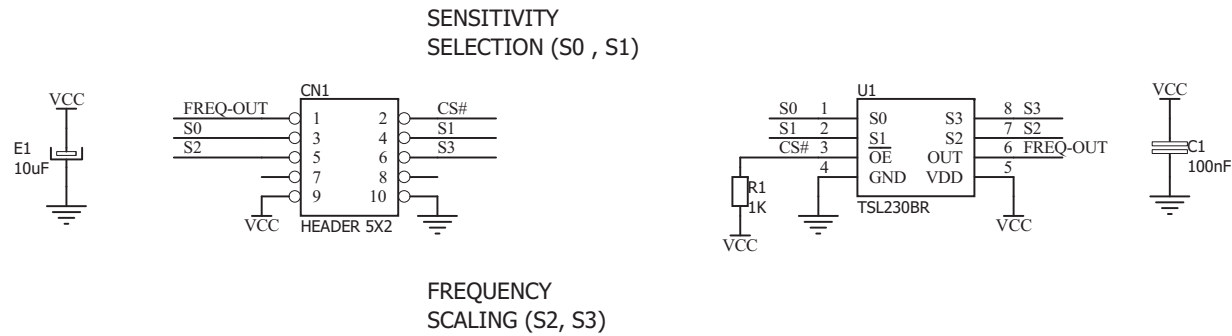 SENSITIVITY
SELECTION (S0 , S1)
VCC
E1
10uF
CN1
FREQ-OUT 1 2 CS#
S0 3 4 S1
S2 5 6 S3
7 8
9 10
VCC
HEADER 5X2
U1
S0 1 S0 S3 8 S3
S1 2 S1 S2 7 S2
CS# 3 OE OUT 6 FREQ-OUT
4 GND VDD 5
TSL230BR
R1
1K
VCC
VCC
VCC
C1
100nF
FREQUENCY
SCALING (S2, S3)